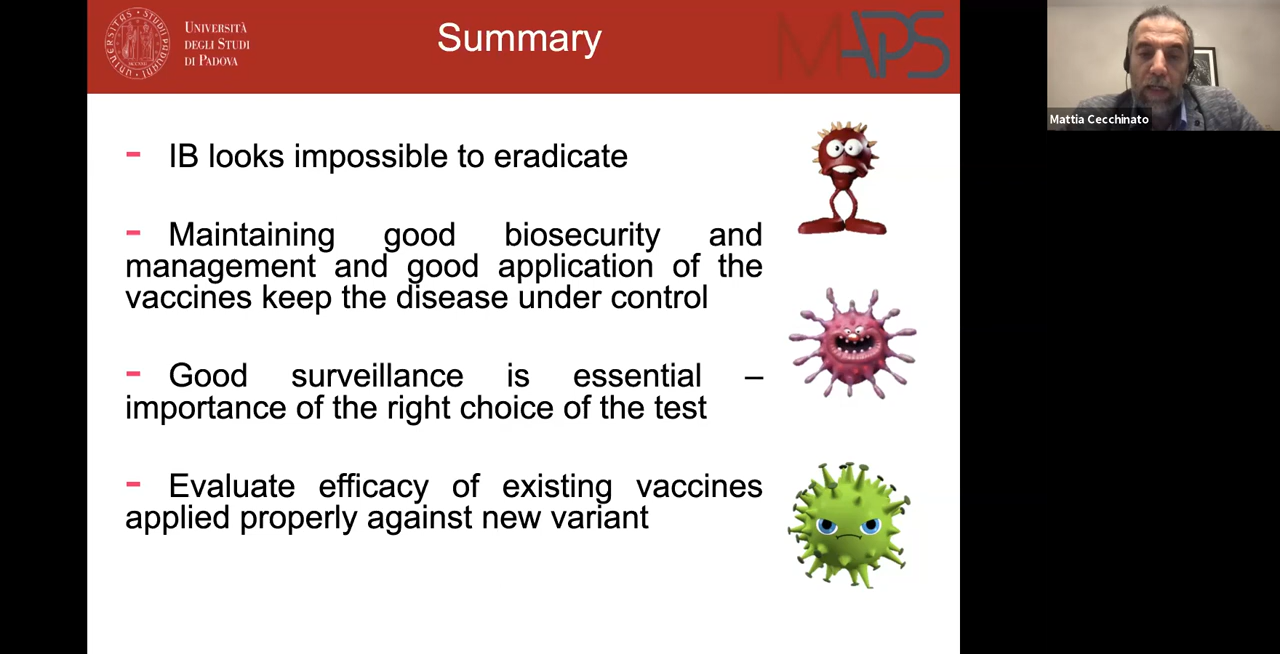 UNIVERSITÀ
DEGLI STUDI
DI PADOVA
Summary
MAPS
Mattia Cecchinato
- IB looks impossible to eradicate
- Maintaining good biosecurity and
management and good application of the
vaccines keep the disease under control
- Good surveillance is essential –
importance of the right choice of the test
- Evaluate efficacy of existing vaccines
applied properly against new variant